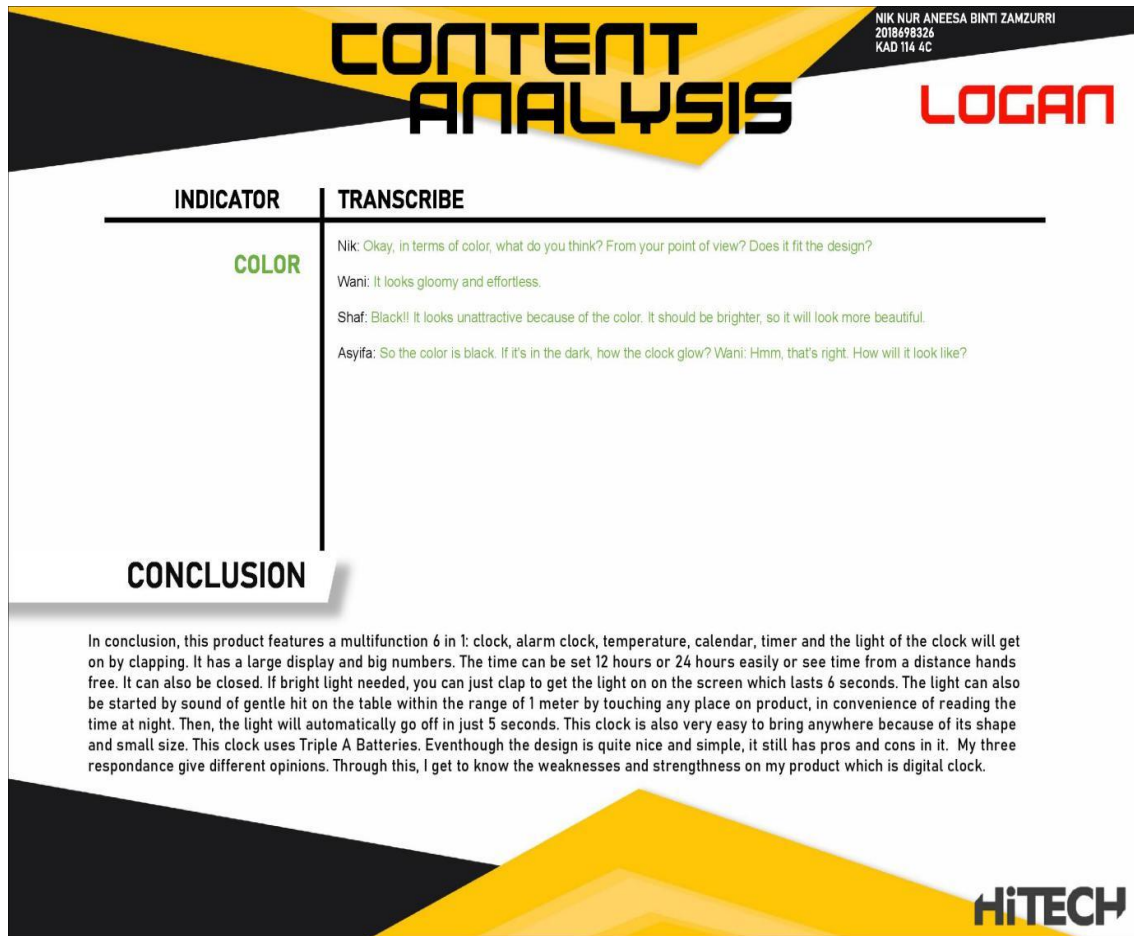 CONTENT
ANALYSIS
NIK NUR ANEESA BINTI ZAMZURRI
2018698326
KAD 114 4C
LOGAN
INDICATOR
TRANSCRIBE
COLOR
Nik: Okay, in terms of color, what do you think? From your point of view? Does it fit the design?
Wani: It looks gloomy and effortless.
Shaf: Black!! It looks unattractive because of the color. It should be brighter, so it will look more beautiful.
Asyifa: So the color is black. If it's in the dark, how the clock glow? Wani: Hmm, that's right. How will it look like?
CONCLUSION
In conclusion, this product features a multifunction 6 in 1: clock, alarm clock, temperature, calendar, timer and the light of the clock will get
on by clapping. It has a large display and big numbers. The time can be set 12 hours or 24 hours easily or see time from a distance hands
free. It can also be closed. If bright light needed, you can just clap to get the light on on the screen which lasts 6 seconds. The light can also
be started by sound of gentle hit on the table within the range of 1 meter by touching any place on product, in convenience of reading the
time at night. Then, the light will automatically go off in just 5 seconds. This clock is also very easy to bring anywhere because of its shape
and small size. This clock uses Triple A Batteries. Eventhough the design is quite nice and simple, it still has pros and cons in it. My three
respondance give different opinions. Through this, I get to know the weaknesses and strengthness on my product which is digital clock.
HiTECH